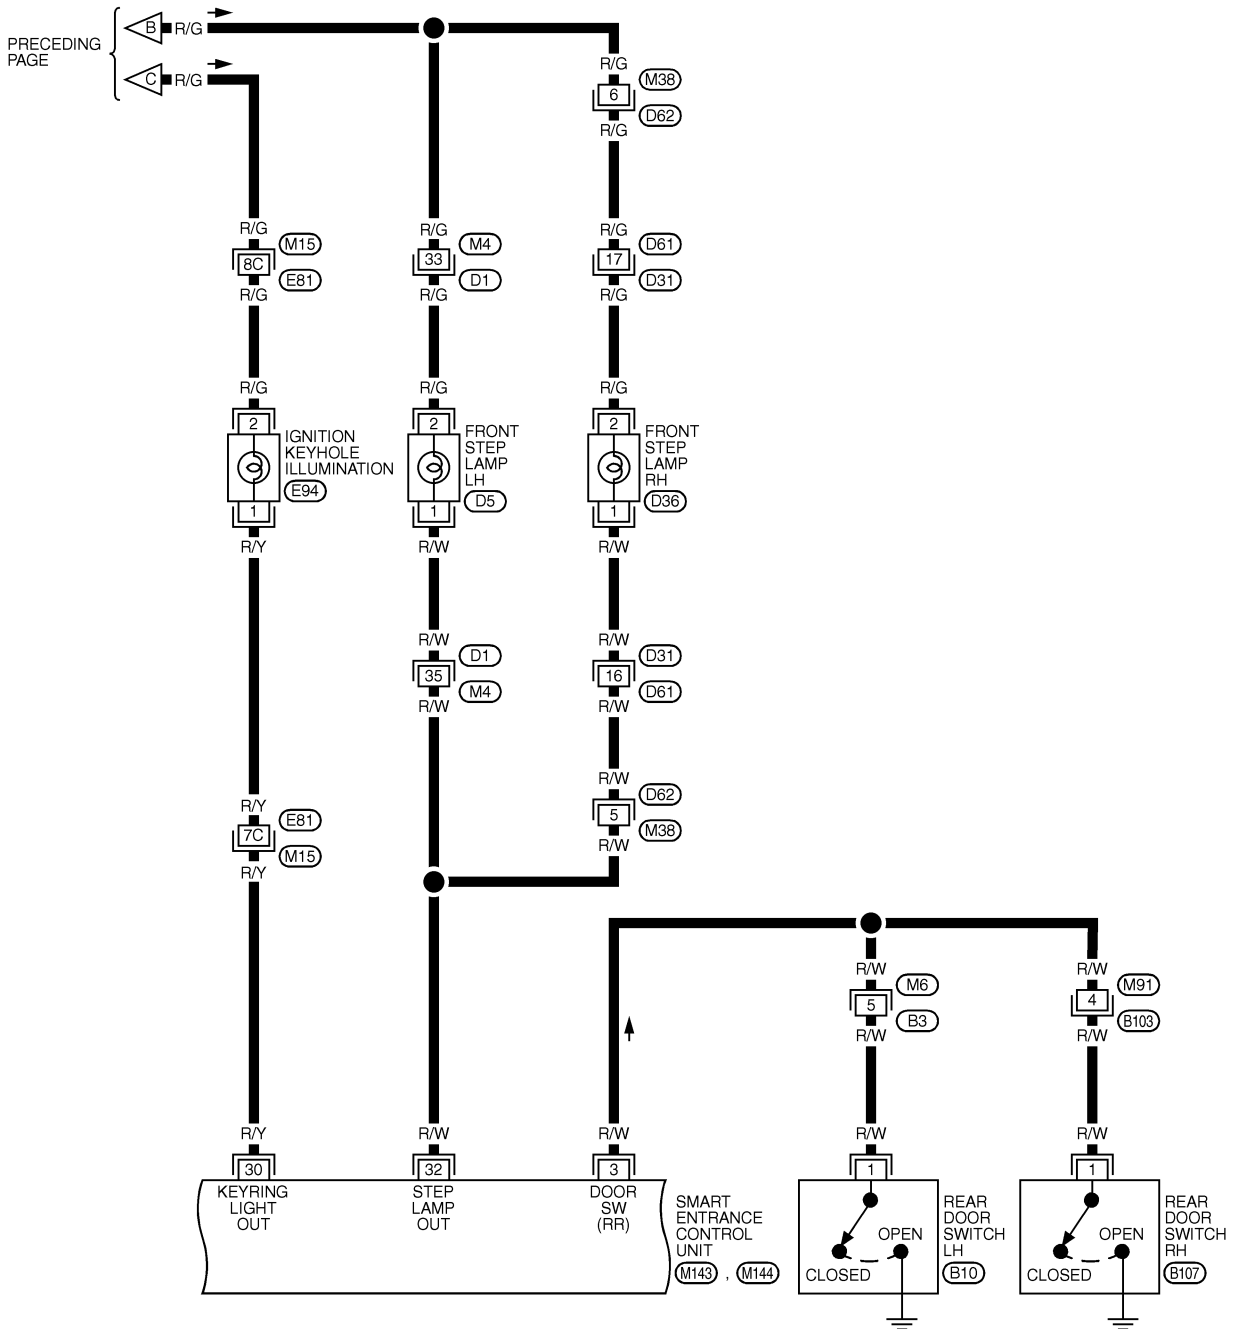 B R/G
PRECEDING
PAGE
C R/G
R/G
6 M38
D62
R/G
R/G R/G R/G
8C M15 33 M4 17 D61
E81 D1 D31
R/G R/G R/G
R/G R/G R/G
2 2 2
IGNITION
KEYHOLE
ILLUMINATION
E94
FRONT
STEP
LAMP
LH
D5
FRONT
STEP
LAMP
RH
D36
1 1 1
R/Y R/W R/W
R/W R/W
35 D1 16 D31
M4 D61
R/W R/W
R/W
5 D62
M38
R/W
R/Y
7C E81
M15
R/Y
R/W R/W
5 M6 4 M91
B3 B103
R/W R/W
R/Y R/W R/W R/W R/W
30 32 3 1 1
KEYRING
LIGHT
OUT
STEP
LAMP
OUT
DOOR
SW
(RR)
SMART
ENTRANCE
CONTROL
UNIT
M143 , M144
OPEN
CLOSED
REAR
DOOR
SWITCH
LH
B10
OPEN
CLOSED
REAR
DOOR
SWITCH
RH
B107